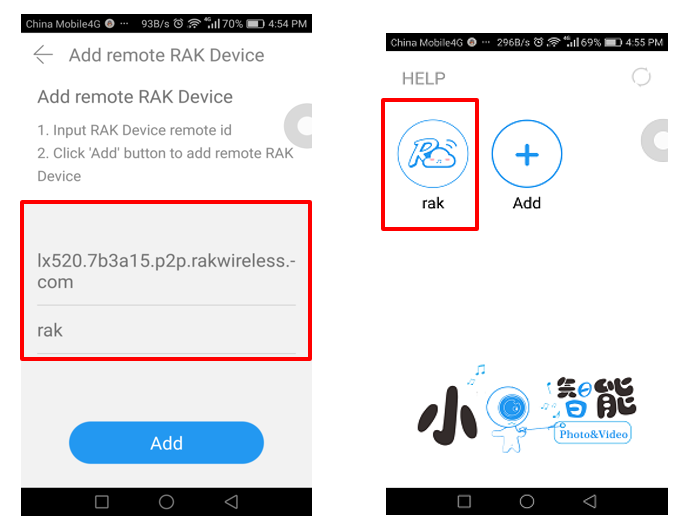 China Mobile4G ··· 93B/s 4G 70% 4:54 PM
Add remote RAK Device
Add remote RAK Device
1. Input RAK Device remote id
2. Click 'Add' button to add remote RAK
Device
lx520.7b3a15.p2p.rakwireless.-
com
rak
Add
China Mobile4G ··· 296B/s 4G 69% 4:55 PM
HELP
R
rak
Add
小 智能
Photo&Video